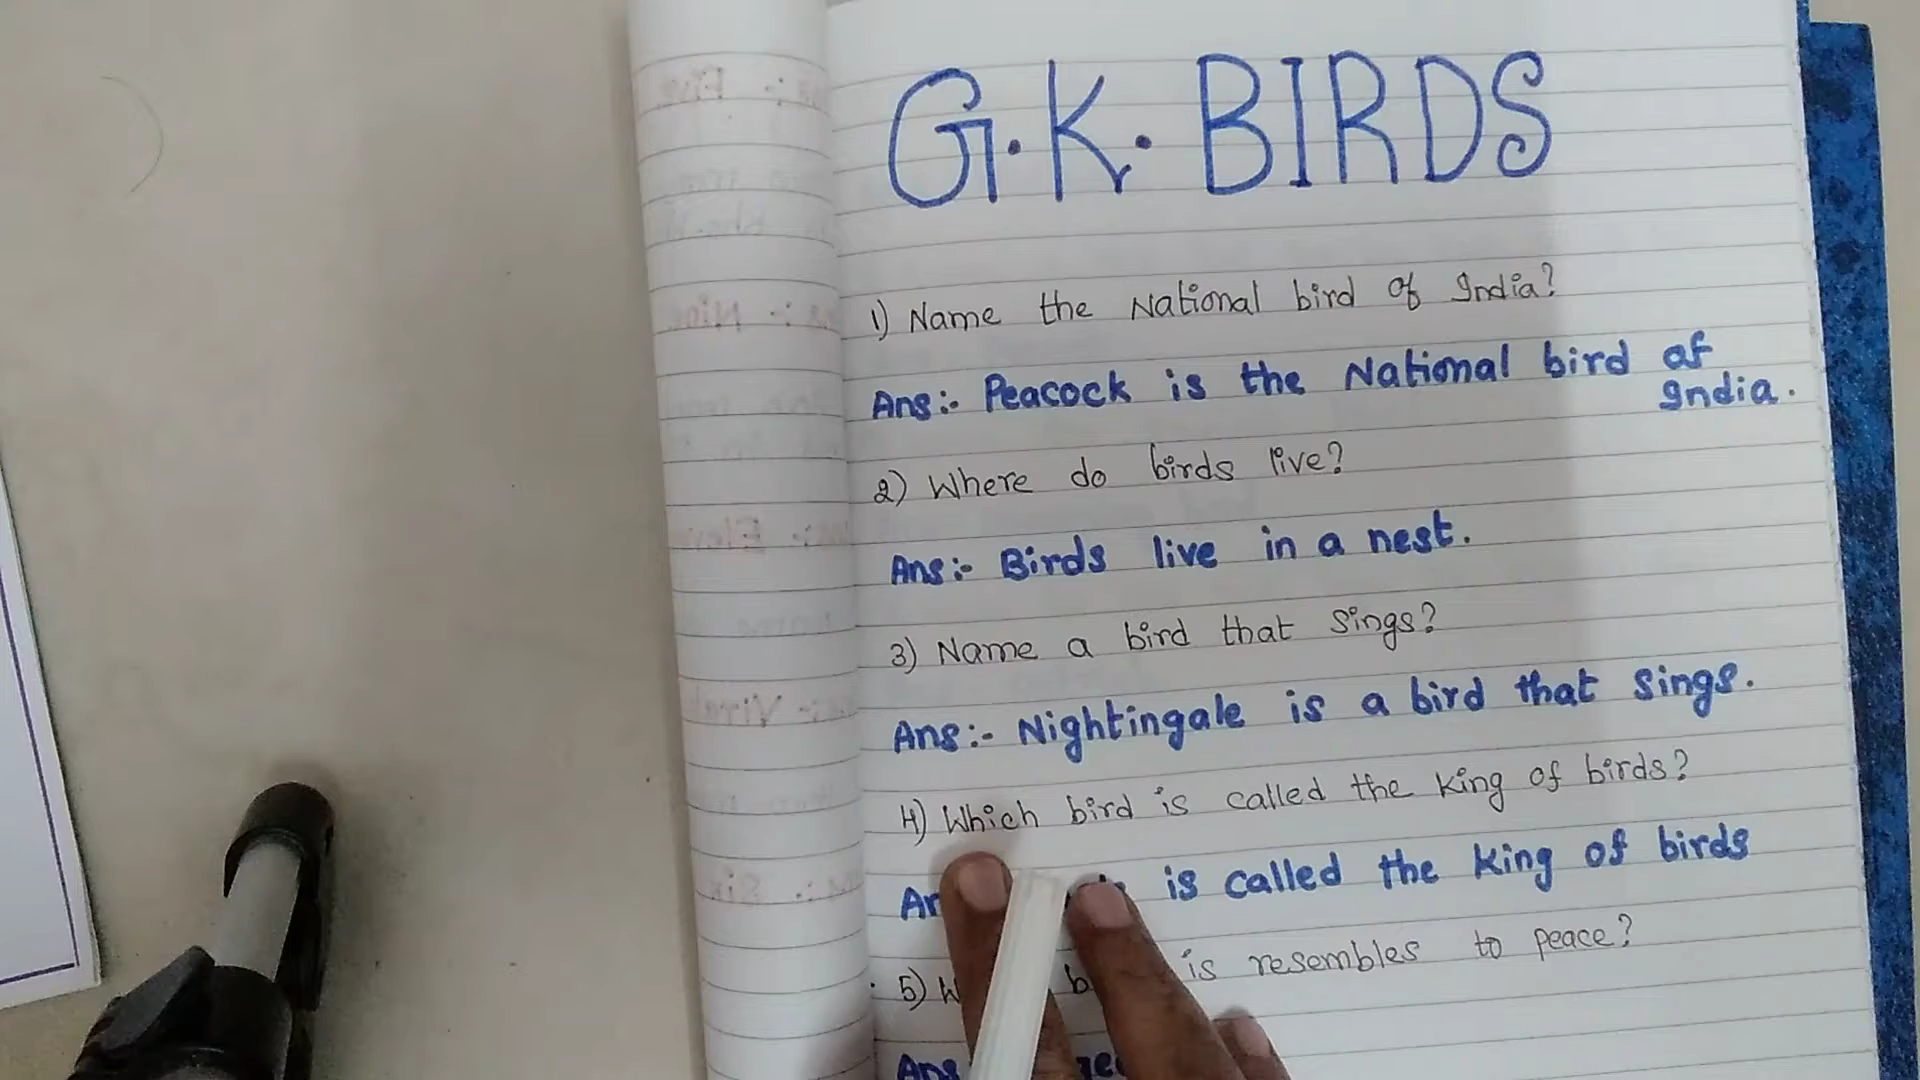 G.K. BIRDS
1) Name the National bird of India?
Ans:- Peacock is the National bird of
India.
2) Where do birds live?
Ans:- Birds live in a nest.
3) Name a bird that sings?
Ans:- Nightingale is a bird that sings.
4) Which bird is called the king of birds?
is called the king of birds
5) is resembles to peace?
Ans